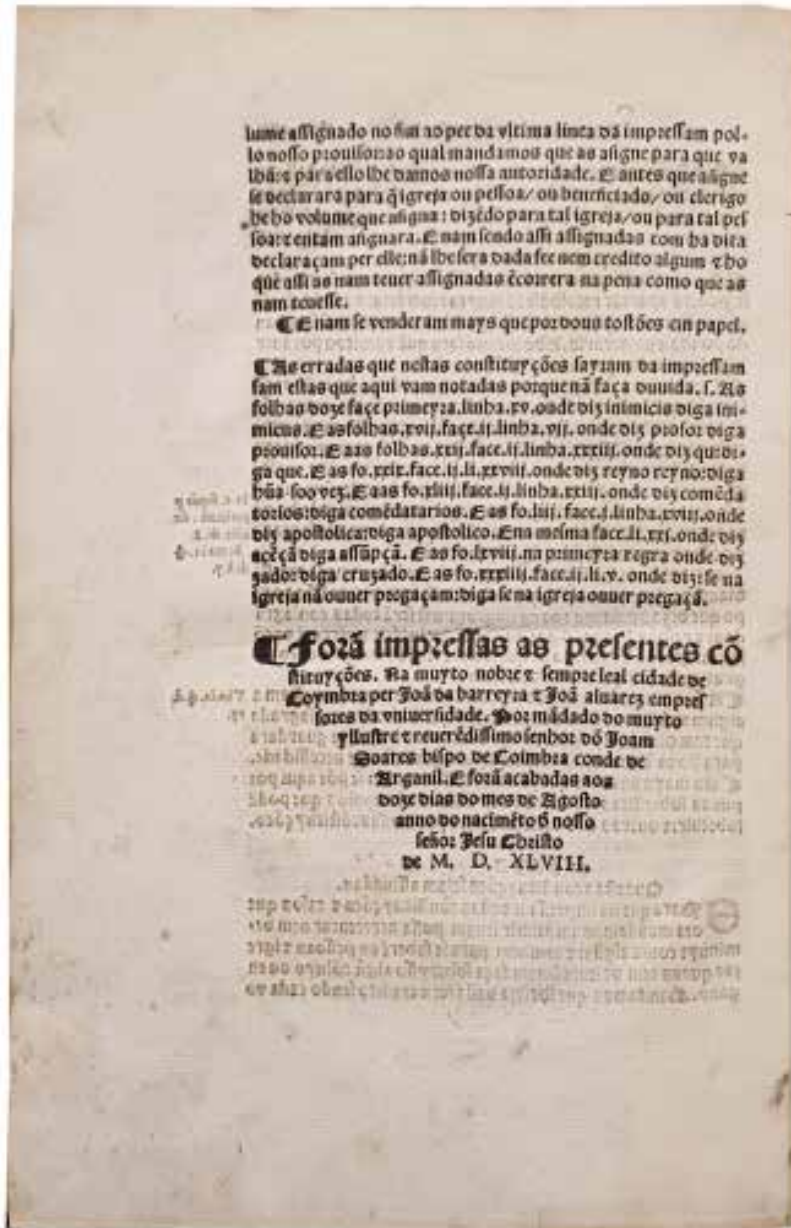 lume assignado no fim ao pee da vltima linea da impressam pol-
lo nosso prouisor: ao qual mandamos que as asigne para que va
lhã: ⁊ para ello lhe damos nossa autoridade. E antes que asigne
se declarara para q̃ igreja ou pessoa/ ou beneficiado/ ou clerigo
he ho volume que asigna: dizẽdo para tal igreja/ ou para tal pes
soa: ⁊ entam asignara. E nam sendo assi assignadas com ha dita
declaraçam per elle: nã lhe sera dada fee nem credito algum ⁊ ho
que assi as nam teuer assignadas ẽcorrera na pena como que as
nam teuesse.
¶ E nam se venderam mays que por dous tostões em papel.
¶ As erradas que nestas constituyções sayram da impressam
sam estas que aqui vam notadas porque nã faça duuida. s. As
folhas doze façe primeyra. linha. xv. onde diz inimicis diga ini-
micus. E as folhas. xvij. façe. ij. linha. vij. onde diz profor diga
prouisor. E aas folhas. xxj. face. ij. linha. xxxiij. onde diz qu: di-
ga que. E as fo. xxix. face. ij. li. xxviij. onde diz reyno reyno: diga
hũa soo vez. E aas fo. xliij. face. ij. linha. xxiij. onde diz comẽda
torios: diga comẽdatarios. E as fo. liij. face. j. linha. xviij. onde
diz apostolica: diga apostolico. E na mesma face. li. xxj. onde diz
acẽçã diga assũpçã. E as fo. lxviij. na primeyra regra onde diz
zado: diga cruzado. E as fo. xxxiiij. face. ij. li. v. onde diz: se na
igreja nã ouuer pregaçam: diga se na igreja ouuer pregaçã.
¶ Forã impressas as presentes cõ
stituyções. Na muyto nobre ⁊ sempre leal cidade de
Coymbra per Joã da barreyra ⁊ Joã aluarez empres
sores da vniuersidade. Por mãdado do muyto
yllustre ⁊ reuerẽdissimo senhor dõ Joam
Soares bispo de Coimbra conde de
Arganil. E forã acabadas aos
doze dias do mes de Agosto
anno do nacimẽto ỡ nosso
señor Jesu Christo
de M. D. XLVIII.